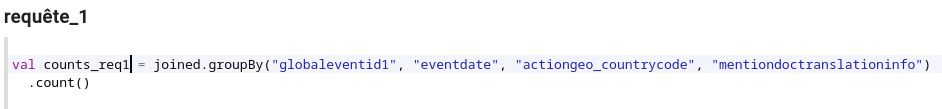 requête_1
val counts_req1 = joined.groupBy("globaleventid1", "eventdate", "actiongeo_countrycode", "mentiondoctranslationinfo")
.count()